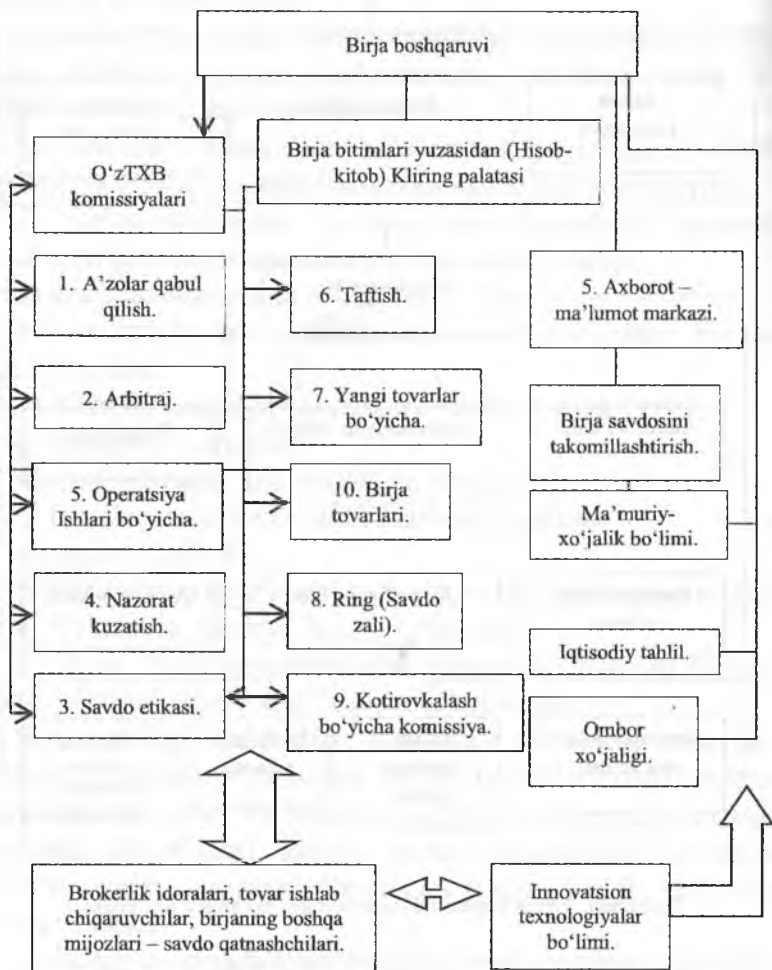 Birja boshqaruvi
O‘zTXB
komissiyalari
Birja bitimlari yuzasidan (Hisob-
kitob) Kliring palatasi
1. A’zolar qabul
qilish.
6. Taftish.
5. Axborot –
ma’lumot markazi.
2. Arbitraj.
7. Yangi tovarlar
bo‘yicha.
Birja savdosini
takomillashtirish.
5. Operatsiya
Ishlari bo‘yicha.
10. Birja
tovarlari.
Ma’muriy-
xo‘jalik bo‘limi.
4. Nazorat
kuzatish.
8. Ring (Savdo
zali).
Iqtisodiy tahlil.
3. Savdo etikasi.
9. Kotirovkalash
bo‘yicha komissiya.
Ombor
xo‘jaligi.
Brokerlik idoralari, tovar ishlab
chiqaruvchilar, birjaning boshqa
mijozlari – savdo qatnashchilari.
Innovatsion
texnologiyalar
bo‘limi.